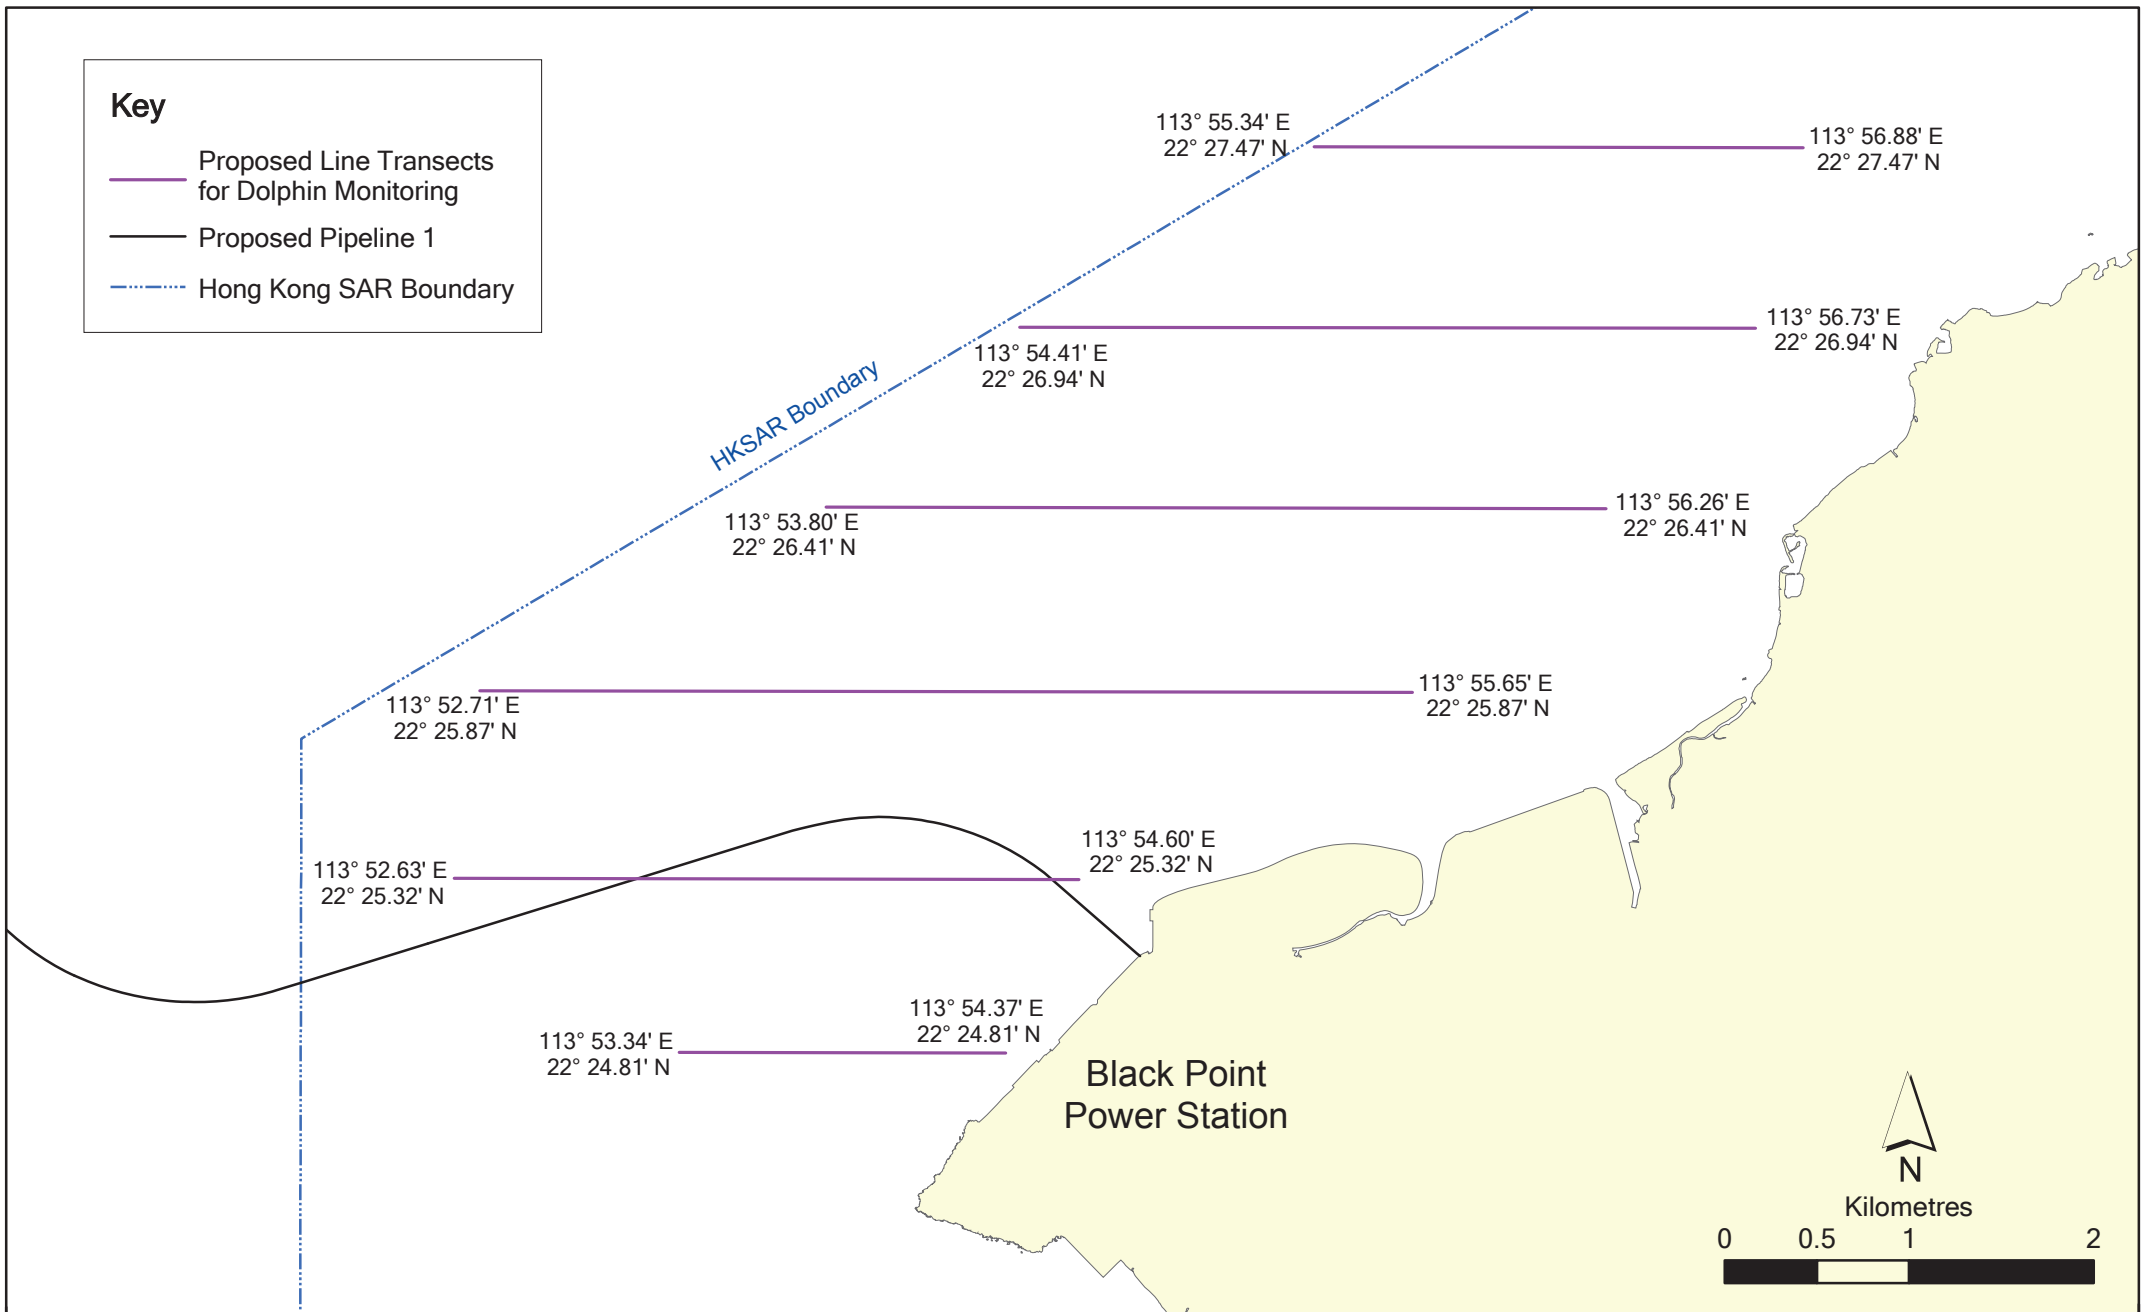 Key
Proposed Line Transects
for Dolphin Monitoring
Proposed Pipeline 1
Hong Kong SAR Boundary
113° 55.34' E
22° 27.47' N
113° 56.88' E
22° 27.47' N
113° 54.41' E
22° 26.94' N
113° 56.73' E
22° 26.94' N
HKSAR Boundary
113° 53.80' E
22° 26.41' N
113° 56.26' E
22° 26.41' N
113° 52.71' E
22° 25.87' N
113° 55.65' E
22° 25.87' N
113° 52.63' E
22° 25.32' N
113° 54.60' E
22° 25.32' N
113° 53.34' E
22° 24.81' N
113° 54.37' E
22° 24.81' N
Black Point
Power Station
N
Kilometres
0 0.5 1 2